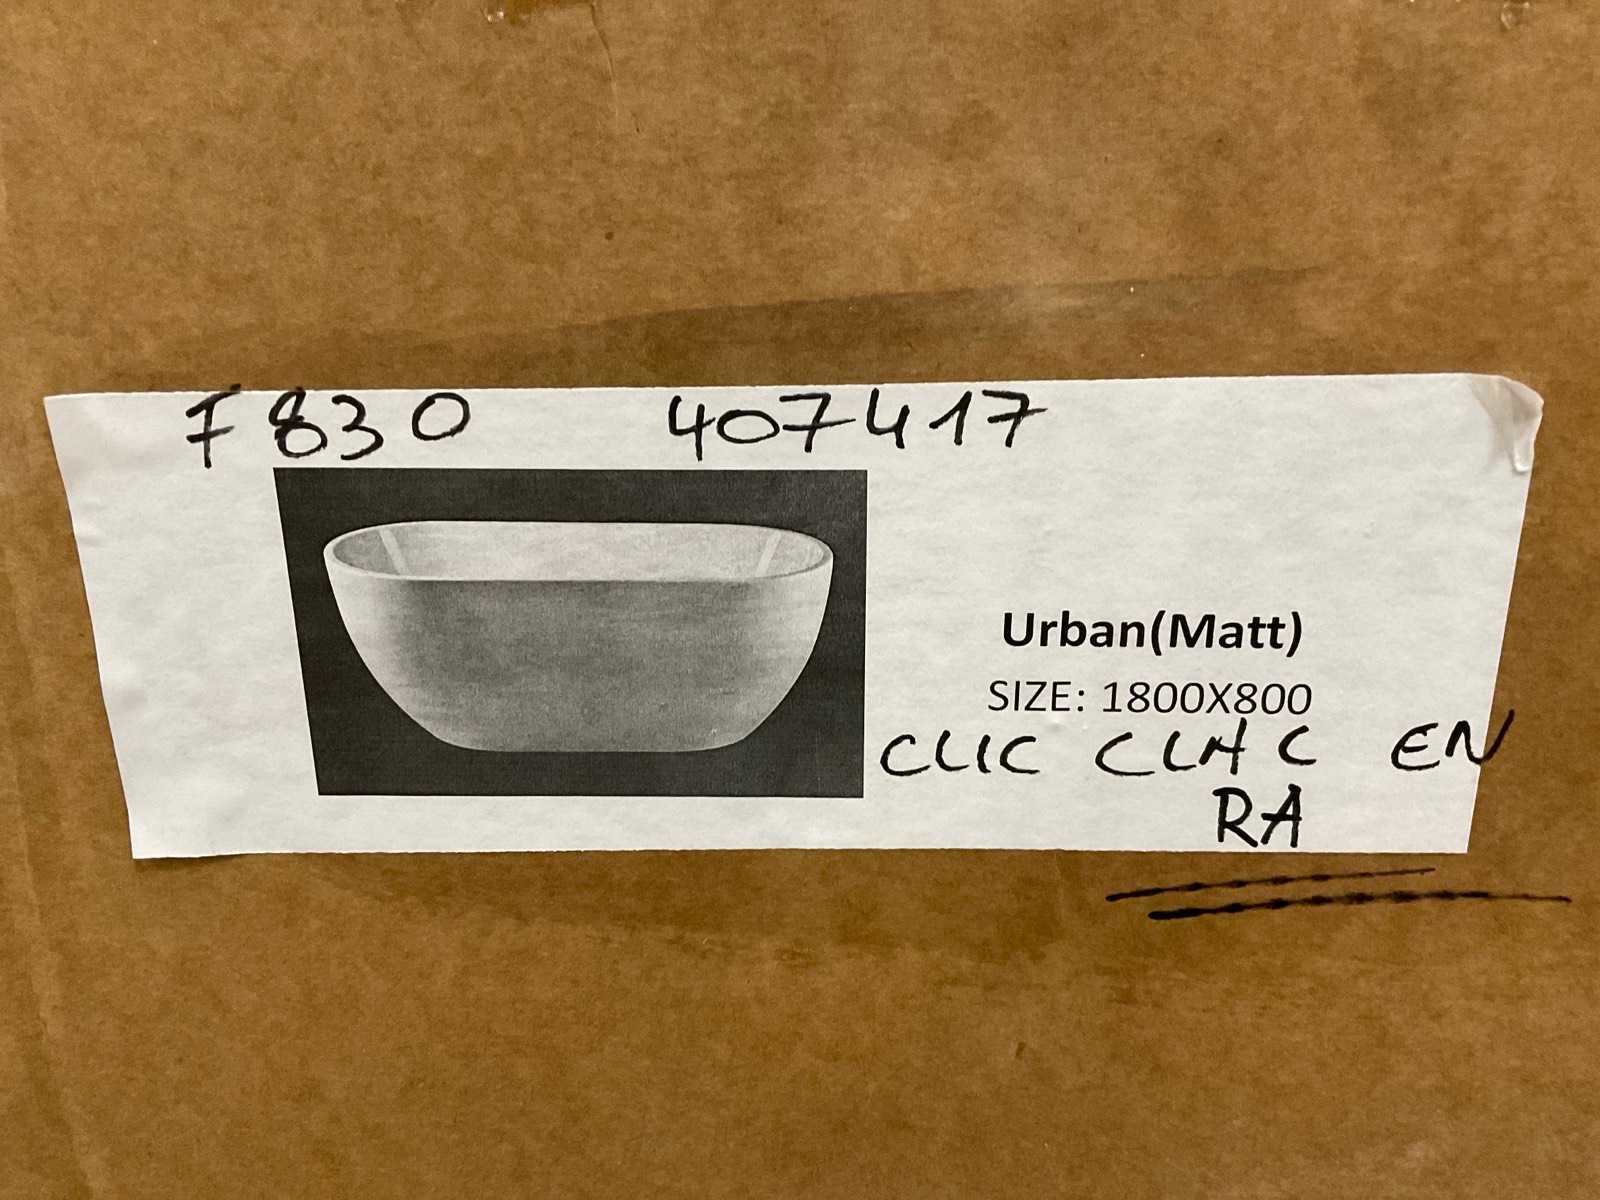 F830 407417
Urban(Matt)
SIZE: 1800X800
CLIC CLAC EN
RA